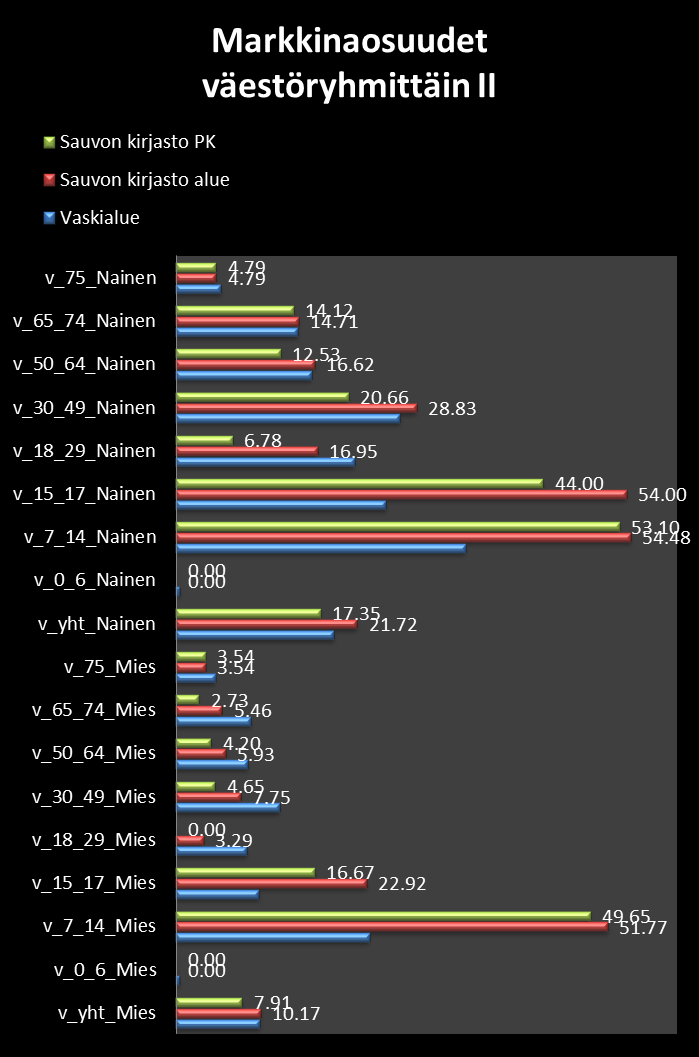 Markkinaosuudet
väestöryhmittäin II
Sauvon kirjasto PK
Sauvon kirjasto alue
Vaskialue
v_75_Nainen 4.79
4.79
v_65_74_Nainen 14.12
14.71
v_50_64_Nainen 12.53
16.62
v_30_49_Nainen 20.66
28.83
v_18_29_Nainen 6.78
16.95
v_15_17_Nainen 44.00
54.00
v_7_14_Nainen 53.10
54.48
v_0_6_Nainen 0.00
0.00
v_yht_Nainen 17.35
21.72
v_75_Mies 3.54
3.54
v_65_74_Mies 2.73
5.46
v_50_64_Mies 4.20
5.93
v_30_49_Mies 4.65
7.75
v_18_29_Mies 0.00
3.29
v_15_17_Mies 16.67
22.92
v_7_14_Mies 49.65
51.77
v_0_6_Mies 0.00
0.00
v_yht_Mies 7.91
10.17